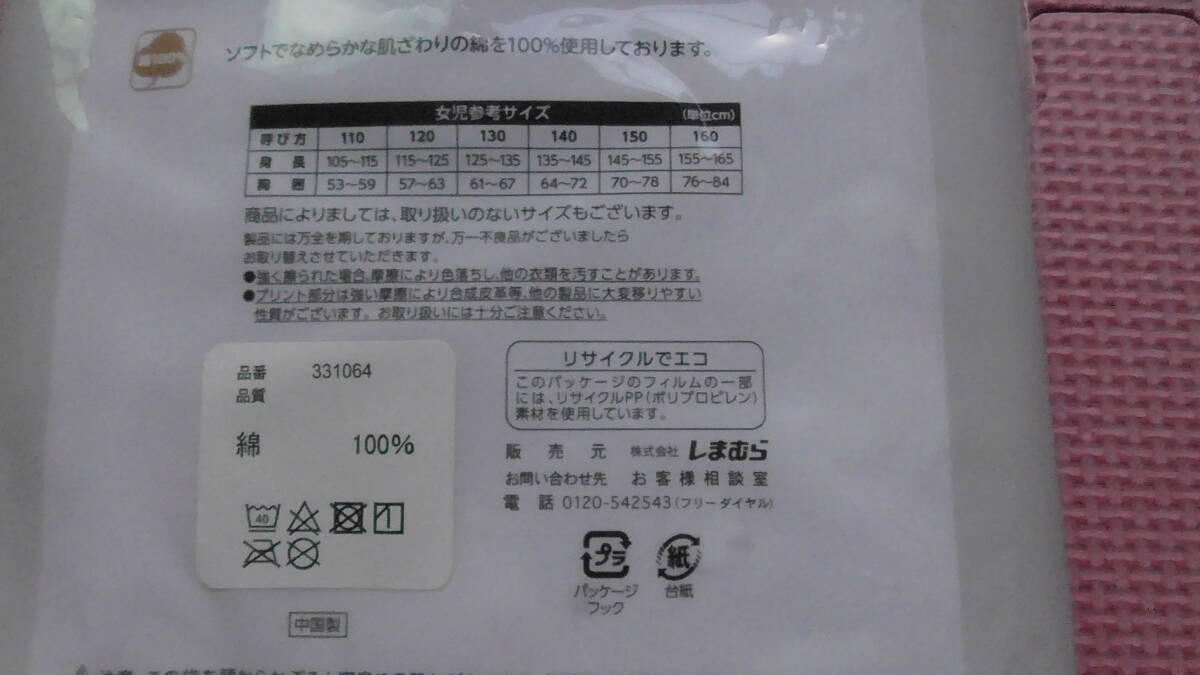 ソフトでなめらかな肌ざわりの綿を100%使用しております。
女児参考サイズ (単位cm)
呼び方 110 120 130 140 150 160
身長 105～115 115～125 125～135 135～145 145～155 155～165
胸囲 53～59 57～63 61～67 64～72 70～78 76～84
商品によりましては、取り扱いのないサイズもございます。
製品には万全を期しておりますが、万一不良品がございましたら
お取り替えさせていただきます。
●強く擦られた場合、摩擦により色落ちし、他の衣類を汚すことがあります。
●プリント部分は強い摩擦により合成皮革等、他の製品に大変移りやすい
性質がございます。お取り扱いには十分ご注意ください。
品番 331064
品質
綿 100%
40
中国製
リサイクルでエコ
このパッケージのフィルムの一部
には、リサイクルPP(ポリプロピレン)
素材を使用しています。
販売元 株式会社 しまむら
お問い合わせ先 お客様相談室
電話 0120-542543(フリーダイヤル)
プラ 紙
パッケージ 台紙
フック